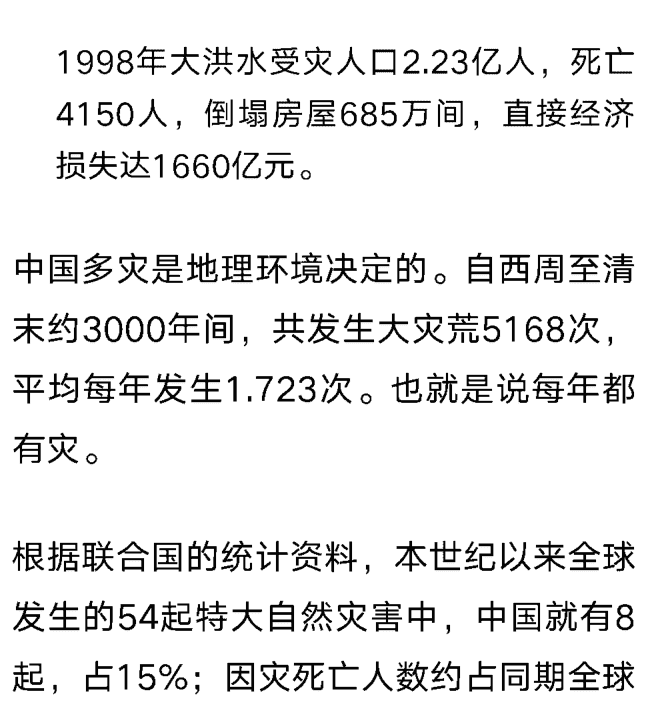 1998年大洪水受灾人口2.23亿人，死亡
4150人，倒塌房屋685万间，直接经济
损失达1660亿元。
中国多灾是地理环境决定的。自西周至清
末约3000年间，共发生大灾荒5168次，
平均每年发生1.723次。也就是说每年都
有灾。
根据联合国的统计资料，本世纪以来全球
发生的54起特大自然灾害中，中国就有8
起，占15%；因灾死亡人数约占同期全球